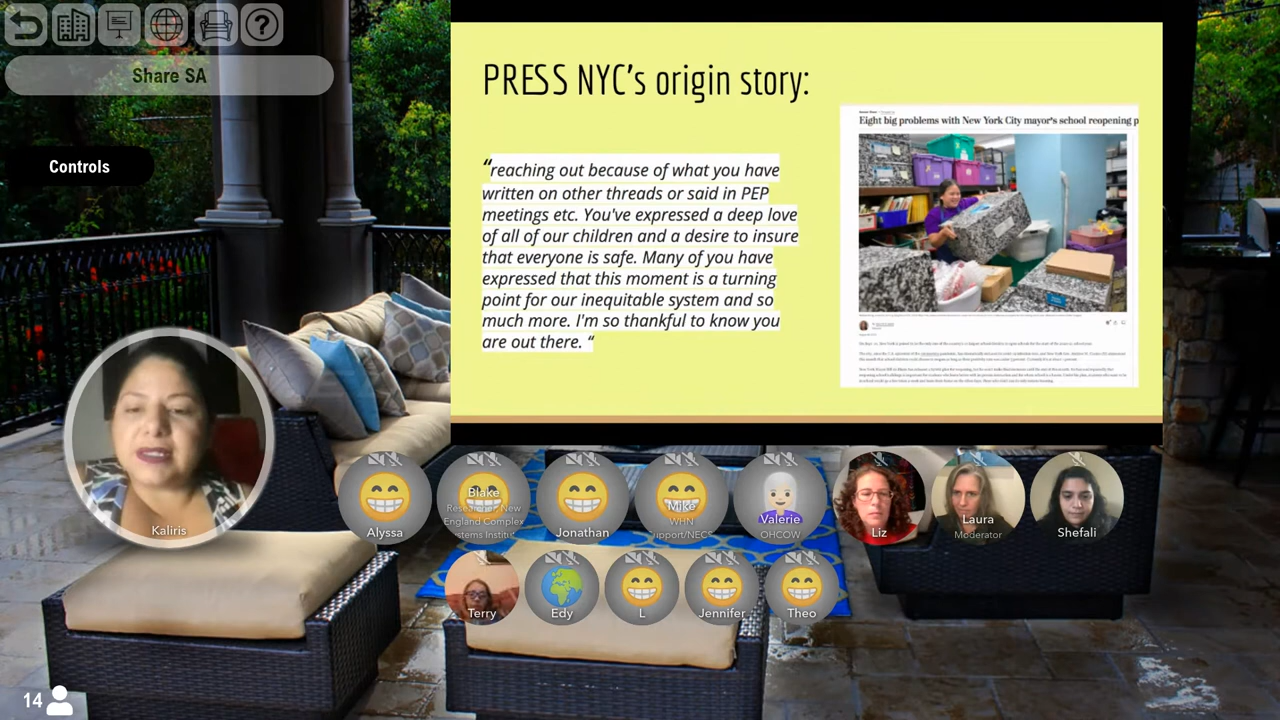 Share SA
Controls
PRESS NYC's origin story:
“reaching out because of what you have
written on other threads or said in PEP
meetings etc. You've expressed a deep love
of all of our children and a desire to insure
that everyone is safe. Many of you have
expressed that this moment is a turning
point for our inequitable system and so
much more. I'm so thankful to know you
are out there. “
Eight big problems with New York City mayor's school reopening p
Kaliris
Alyssa
Blake
Researcher, New
England Complex
Jonathan
Mike
WHN
Valerie
OHCOW
Liz
Laura
Moderator
Shefali
Terry
Edy
L
Jennifer
Theo
14